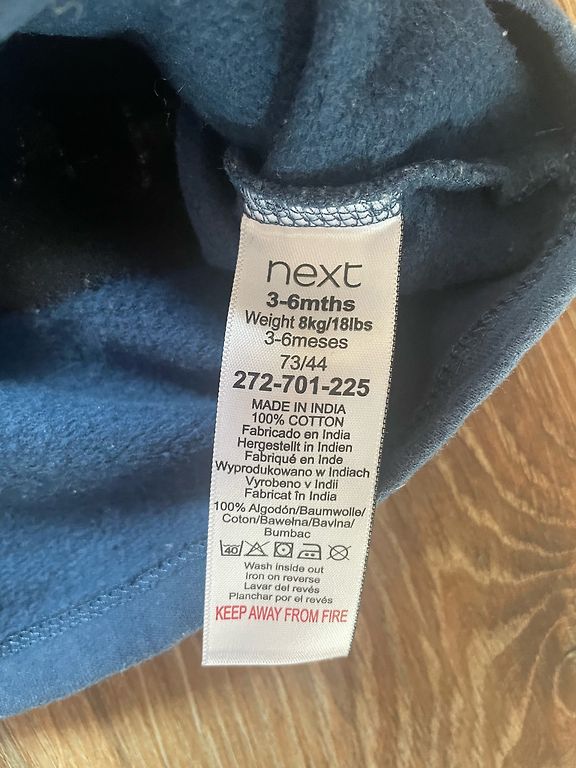 next
3-6mths
Weight 8kg/18lbs
3-6meses
73/44
272-701-225
MADE IN INDIA
100% COTTON
Fabricado en India
Hergestellt in Indien
Fabriqué en Inde
Wyprodukowano w Indiach
Vyrobeno v Indii
Fabricat în India
100% Algodón/Baumwolle/
Coton/Bawełna/Bavlna/
Bumbac
40
Wash inside out
Iron on reverse
Lavar del revés
Planchar por el revés
KEEP AWAY FROM FIRE